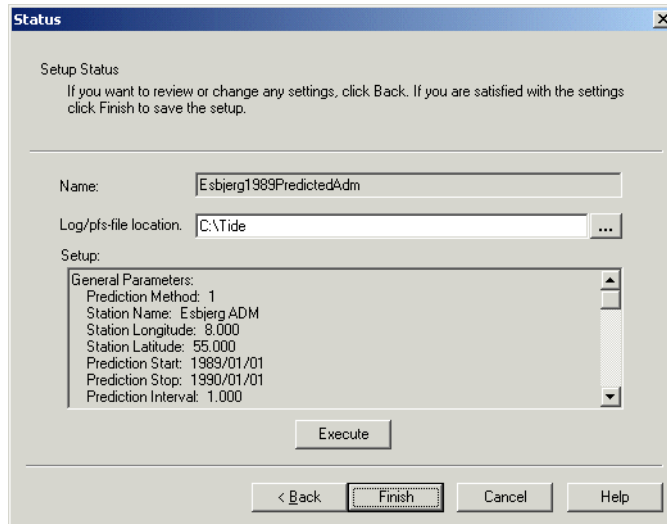 Status
Setup Status
If you want to review or change any settings, click Back. If you are satisfied with the settings
click Finish to save the setup.
Name:
Esbjerg1989PredictedAdm
Log/pfs-file location.
C:\Tide
...
Setup:
General Parameters:
Prediction Method: 1
Station Name: Esbjerg ADM
Station Longitude: 8.000
Station Latitude: 55.000
Prediction Start: 1989/01/01
Prediction Stop: 1990/01/01
Prediction Interval: 1.000
Execute
< Back
Finish
Cancel
Help